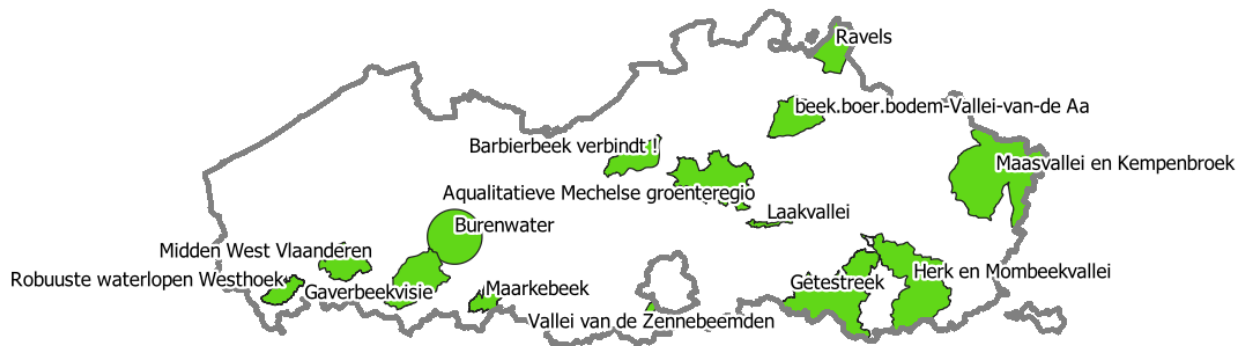 Ravels
beek.boer.bodem-Vallei-van-de Aa
Barbierbeek verbindt !
Maasvallei en Kempenbroek
Aqualitatieve Mechelse groenteregio
Laakvallei
Burenwater
Midden West Vlaanderen
Robuuste waterlopen Westhoek
Gaverbeekvisie
Maarkebeek
Getestreek
Herk en Mombeekvallei
Vallei van de Zennebeemden